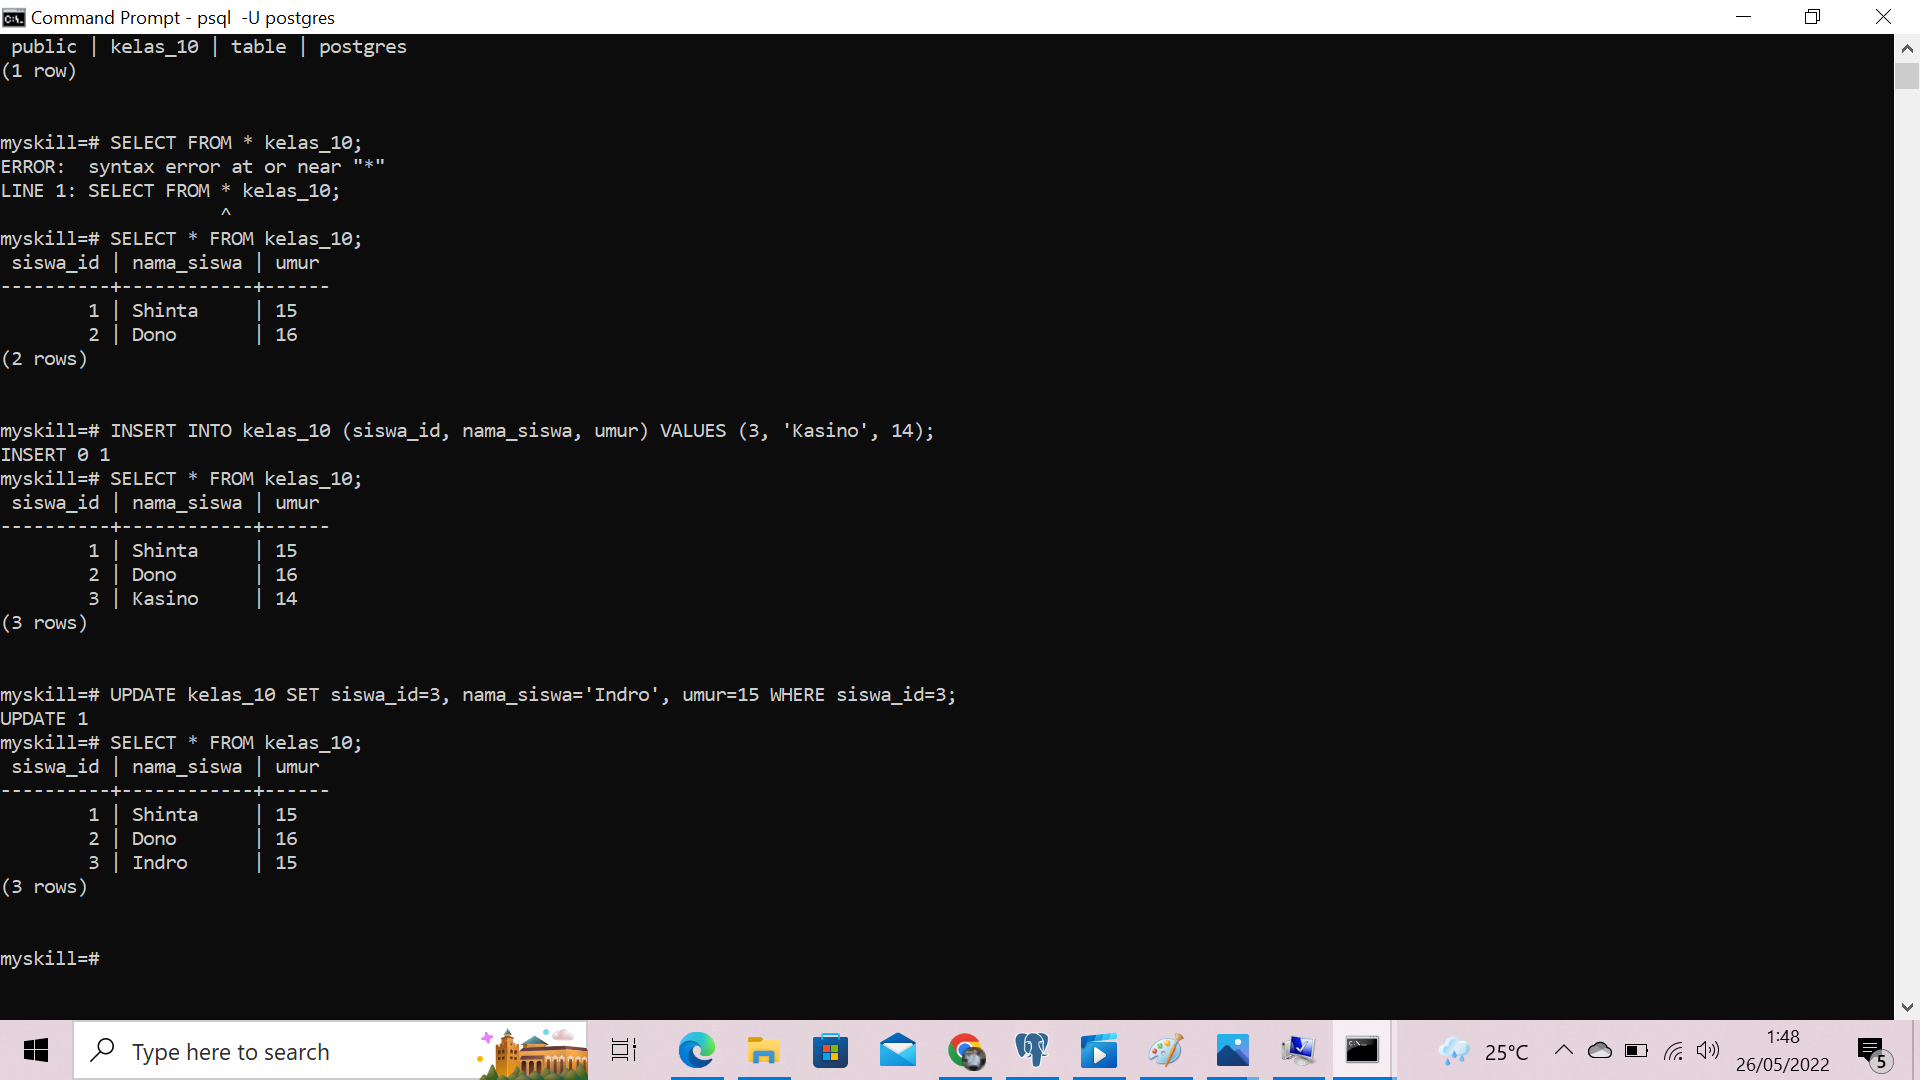 Command Prompt - psql  -U postgres
 public | kelas_10 | table | postgres
(1 row)
myskill=# SELECT FROM * kelas_10;
ERROR:  syntax error at or near "*"
LINE 1: SELECT FROM * kelas_10;
                    ^
myskill=# SELECT * FROM kelas_10;
 siswa_id | nama_siswa | umur
----------+------------+------
        1 | Shinta     | 15
        2 | Dono       | 16
(2 rows)
myskill=# INSERT INTO kelas_10 (siswa_id, nama_siswa, umur) VALUES (3, 'Kasino', 14);
INSERT 0 1
myskill=# SELECT * FROM kelas_10;
 siswa_id | nama_siswa | umur
----------+------------+------
        1 | Shinta     | 15
        2 | Dono       | 16
        3 | Kasino     | 14
(3 rows)
myskill=# UPDATE kelas_10 SET siswa_id=3, nama_siswa='Indro', umur=15 WHERE siswa_id=3;
UPDATE 1
myskill=# SELECT * FROM kelas_10;
 siswa_id | nama_siswa | umur
----------+------------+------
        1 | Shinta     | 15
        2 | Dono       | 16
        3 | Indro      | 15
(3 rows)
myskill=#
Type here to search
25°C
1:48
26/05/2022
5